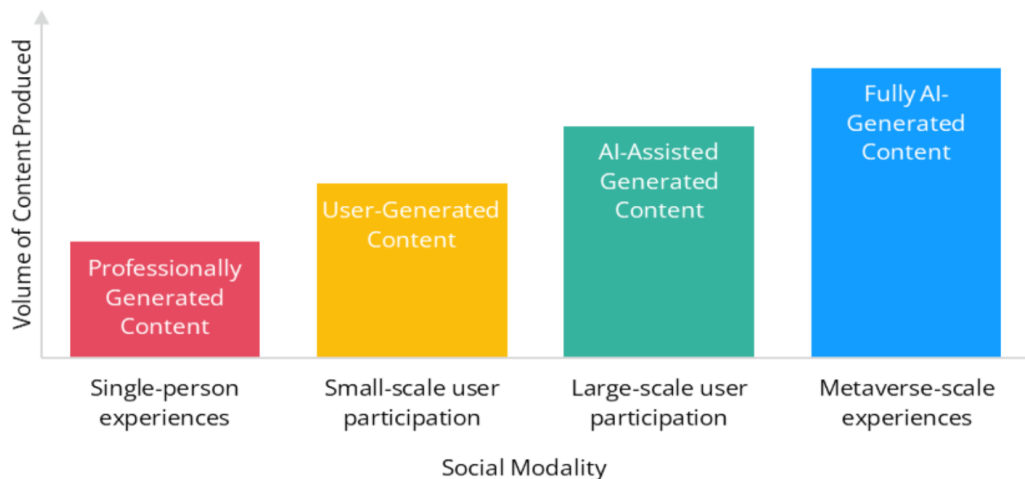 Volume of Content Produced
Professionally
Generated
Content
User-Generated
Content
AI-Assisted
Generated
Content
Fully AI-
Generated
Content
Single-person
experiences
Small-scale user
participation
Large-scale user
participation
Metaverse-scale
experiences
Social Modality